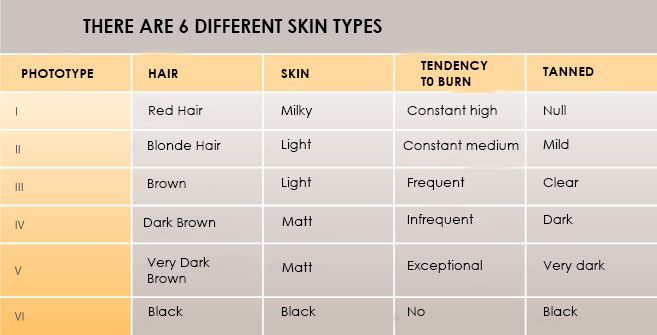 THERE ARE 6 DIFFERENT SKIN TYPES
PHOTOTYPE HAIR SKIN TENDENCY TO BURN TANNED
I Red Hair Milky Constant high Null
II Blonde Hair Light Constant medium Mild
III Brown Light Frequent Clear
IV Dark Brown Matt Infrequent Dark
V Very Dark Brown Matt Exceptional Very dark
VI Black Black No Black